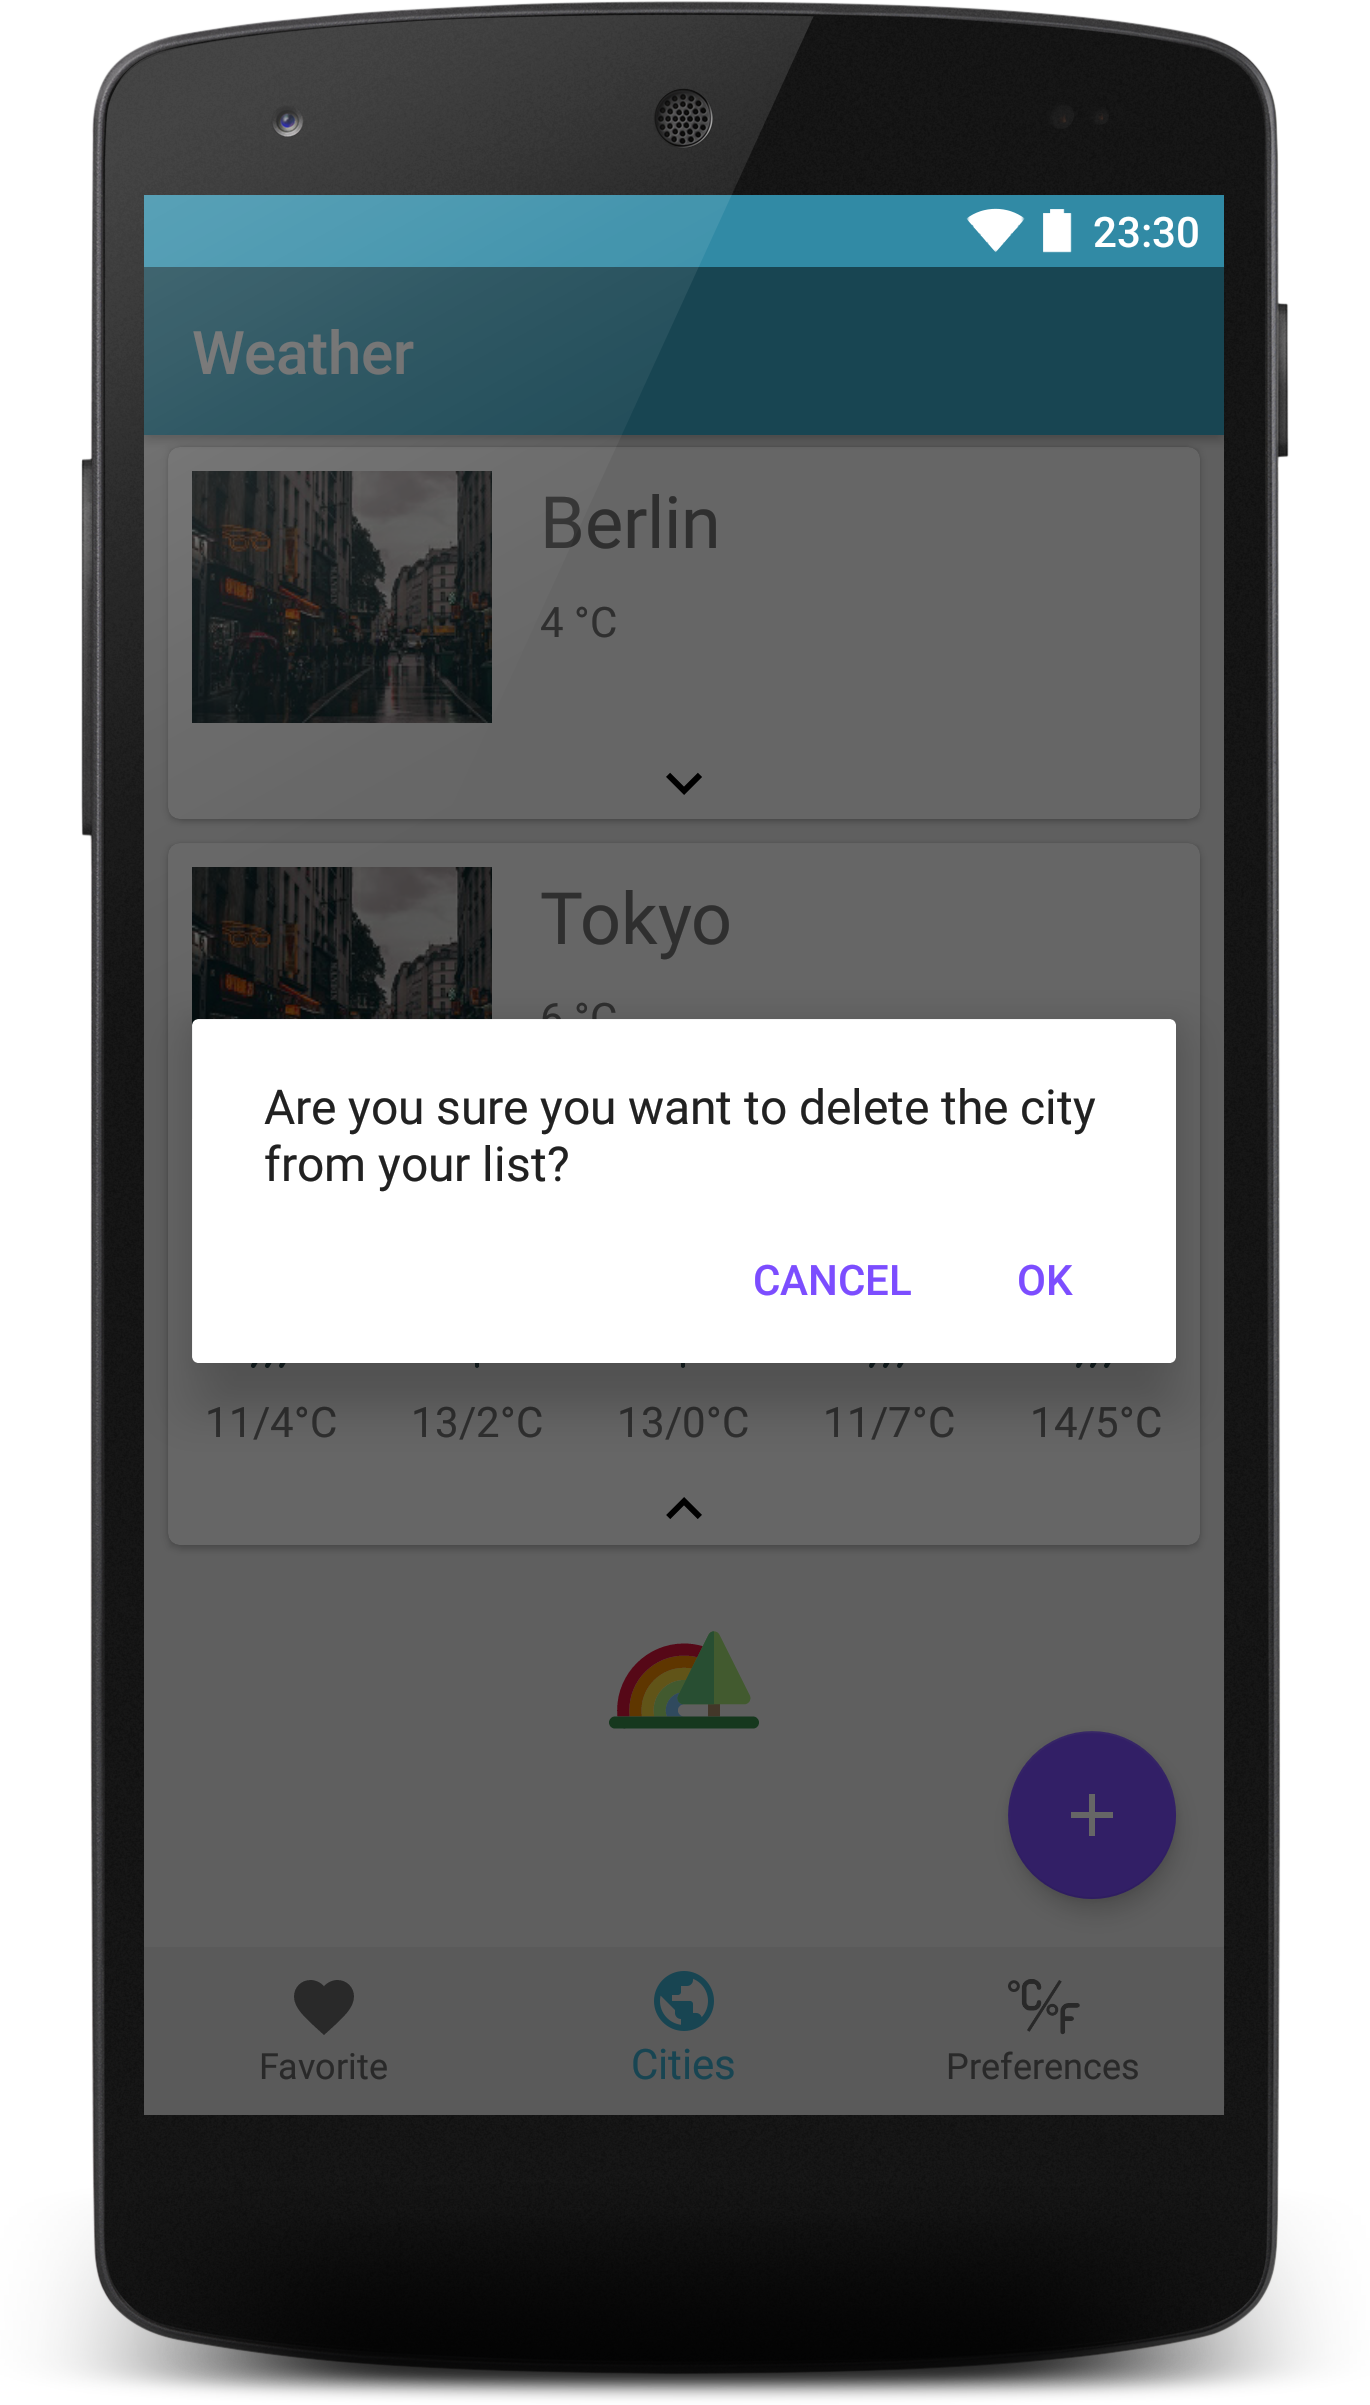 23:30
Weather
Berlin
4 °C
Tokyo
6 °C
Are you sure you want to delete the city
from your list?
CANCEL OK
11/4°C 13/2°C 13/0°C 11/7°C 14/5°C
°C/°F
Favorite Cities Preferences